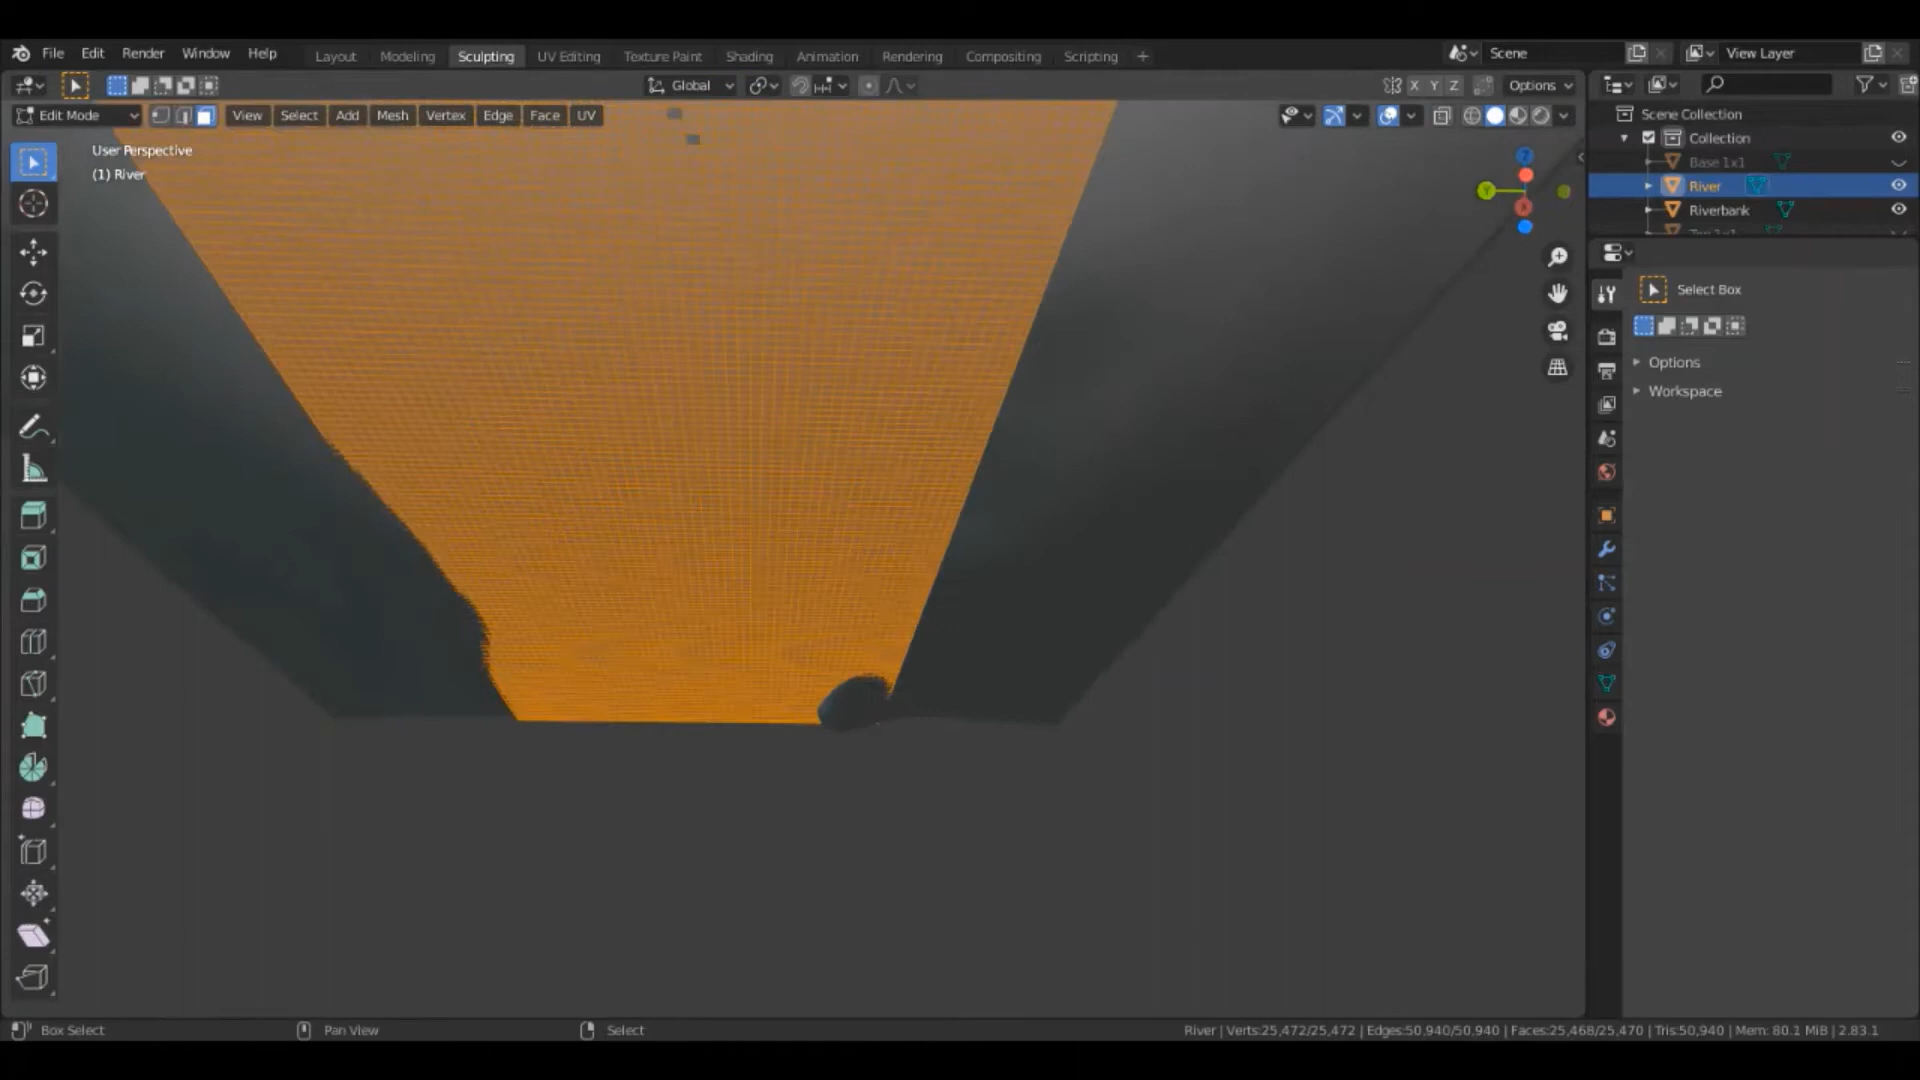 File Edit Render Window Help Layout Modeling Sculpting UV Editing Texture Paint Shading Animation Rendering Compositing Scripting + Scene View Layer
Global X Y Z Options
Edit Mode View Select Add Mesh Vertex Edge Face UV
User Perspective
(1) River
Scene Collection
Collection
Base 1x1
River
Riverbank
Select Box
Options
Workspace
Box Select Pan View Select River | Verts:25,472/25,472 | Edges:50,940/50,940 | Faces:25,468/25,470 | Tris:50,940 | Mem: 80.1 MiB | 2.83.1